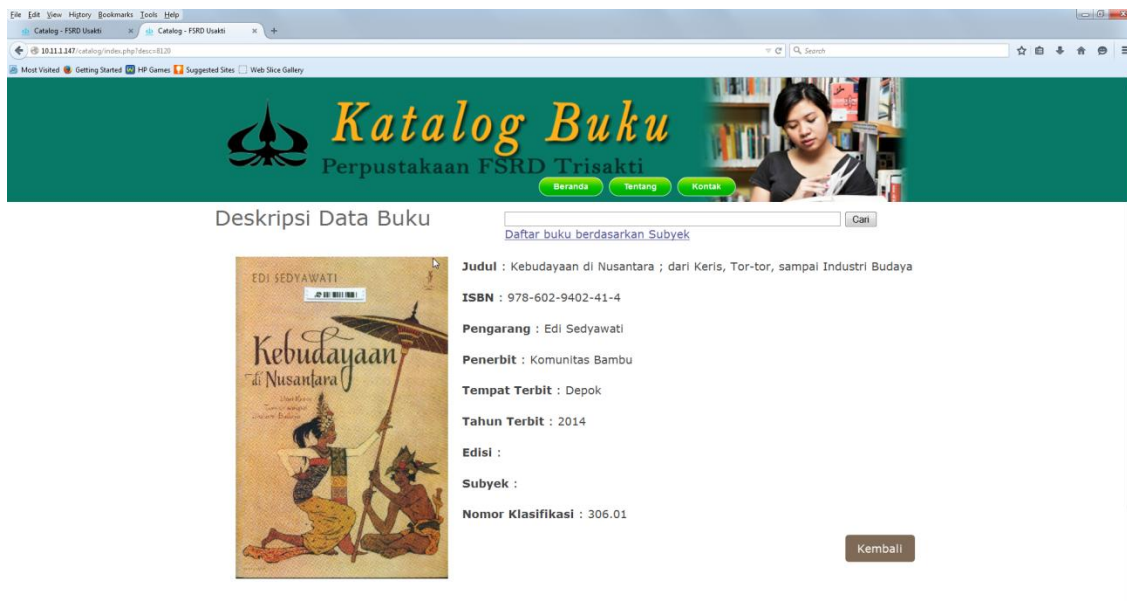 File Edit View History Bookmarks Tools Help
Catalog - FSRD Usakti × Catalog - FSRD Usakti × +
10.11.1.147/catalog/index.php?desc=8120 Search
Most Visited Getting Started HP Games Suggested Sites Web Slice Gallery
Katalog Buku
Perpustakaan FSRD Trisakti
Beranda Tentang Kontak
Deskripsi Data Buku
Cari
Daftar buku berdasarkan Subyek
EDI SEDYAWATI
Kebudayaan
di Nusantara
Judul : Kebudayaan di Nusantara ; dari Keris, Tor-tor, sampai Industri Budaya
ISBN : 978-602-9402-41-4
Pengarang : Edi Sedyawati
Penerbit : Komunitas Bambu
Tempat Terbit : Depok
Tahun Terbit : 2014
Edisi :
Subyek :
Nomor Klasifikasi : 306.01
Kembali